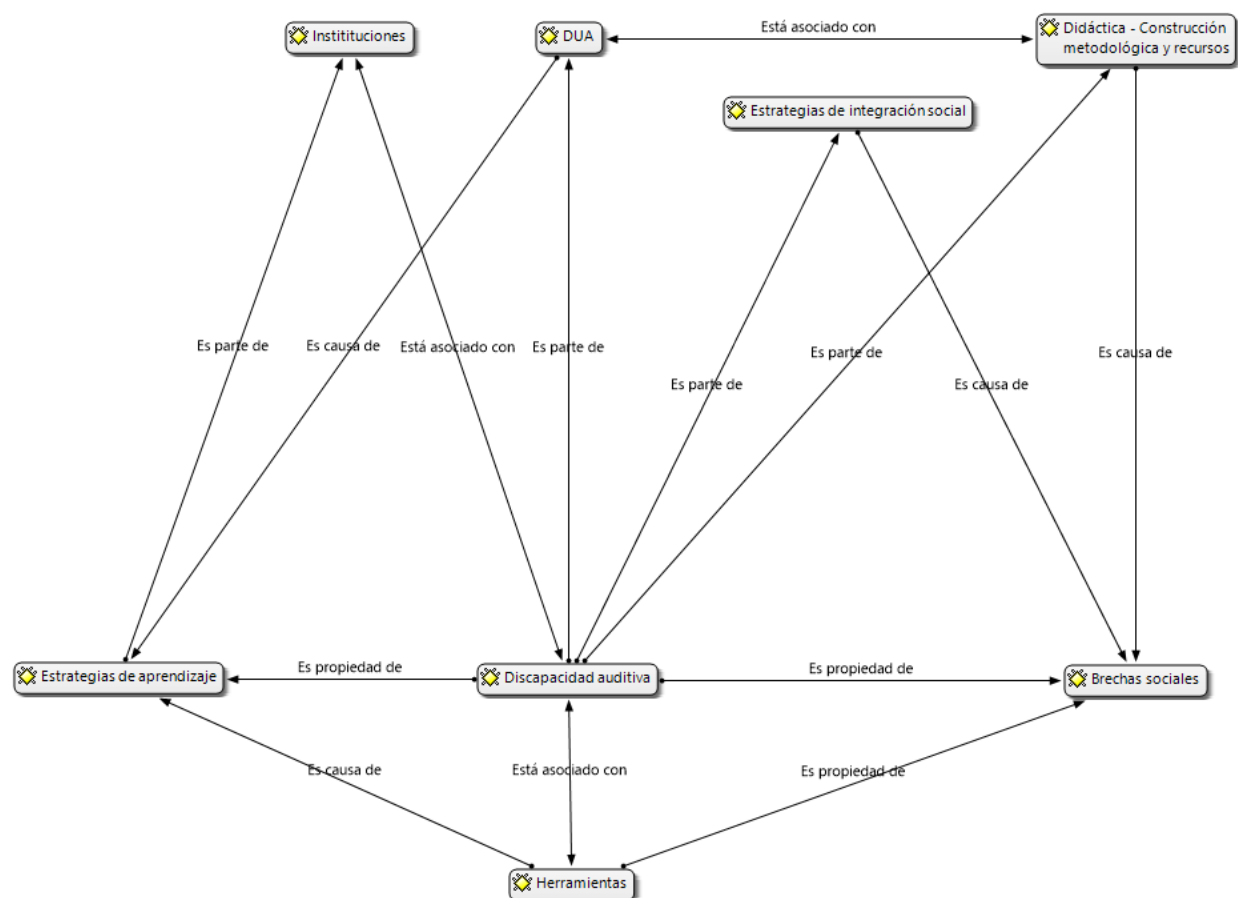 Está asociado con
Instituciones
DUA
Didáctica - Construcción
metodológica y recursos
Estrategias de integración social
Es parte de
Es causa de
Está asociado con
Es parte de
Es parte de
Es causa de
Es parte de
Es causa de
Estrategias de aprendizaje
Es propiedad de
Discapacidad auditiva
Es propiedad de
Brechas sociales
Es causa de
Está asociado con
Es propiedad de
Herramientas